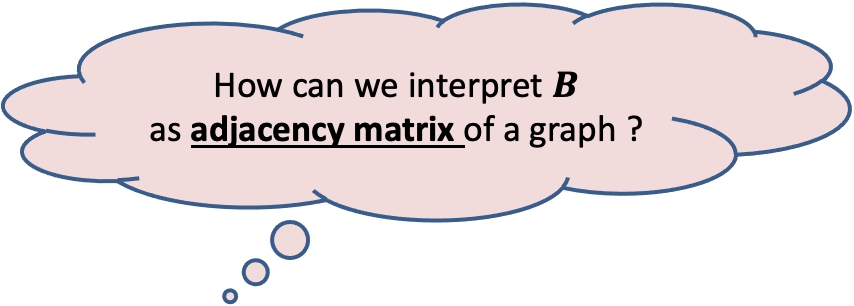 How can we interpret B
as adjacency matrix of a graph ?